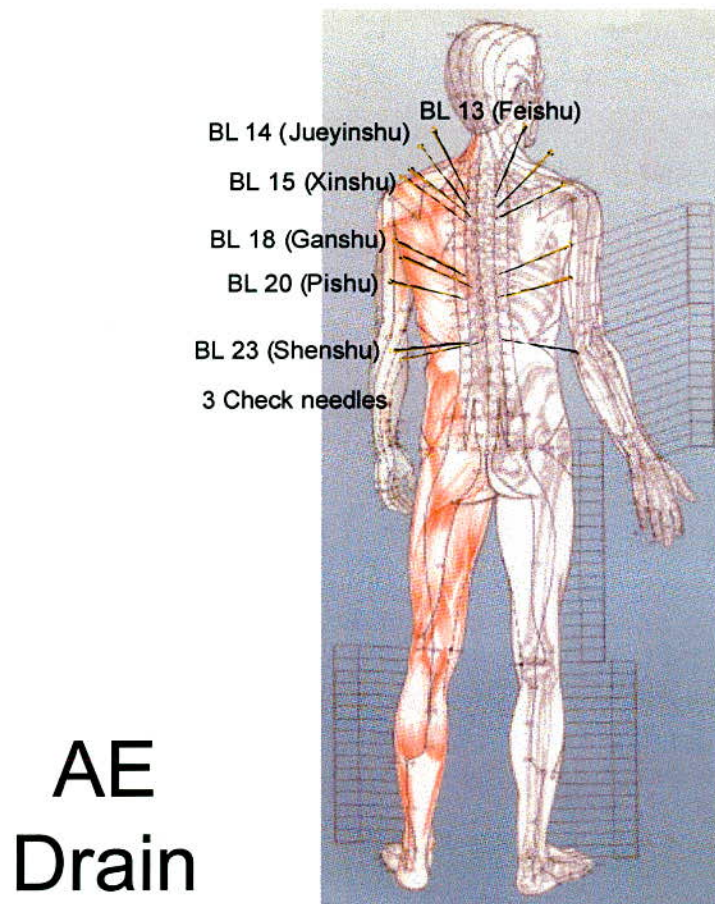 BL 13 (Feishu)
BL 14 (Jueyinshu)
BL 15 (Xinshu)
BL 18 (Ganshu)
BL 20 (Pishu)
BL 23 (Shenshu)
3 Check needles
AE
Drain